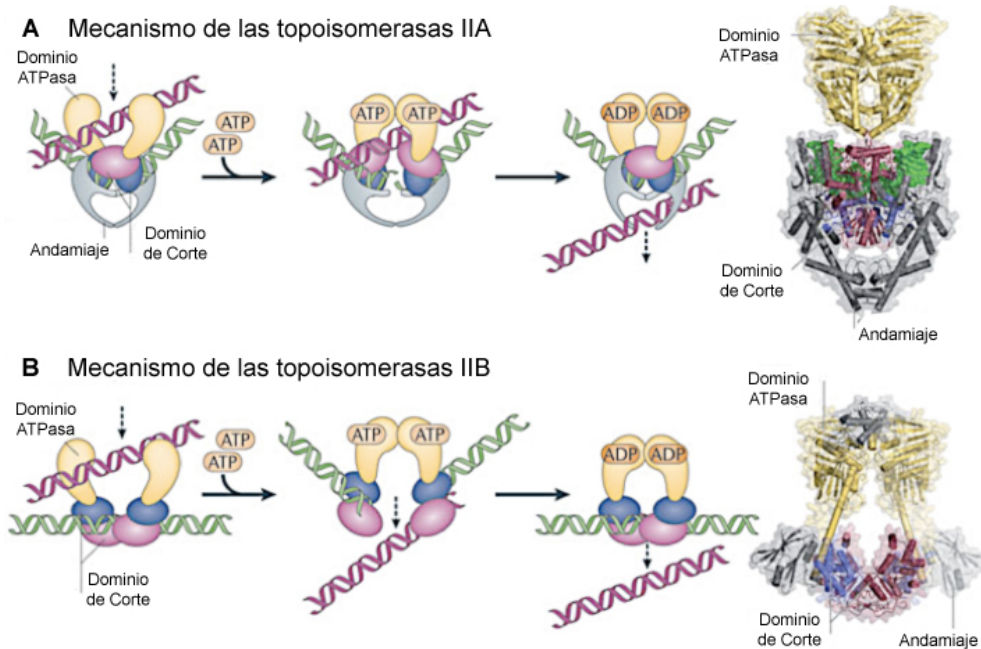 A Mecanismo de las topoisomerasas IIA
Dominio
ATPasa
ATP
ATP
Andamiaje
Dominio
de Corte
ATP
ATP
ADP
ADP
Dominio
ATPasa
Dominio
de Corte
Andamiaje
B Mecanismo de las topoisomerasas IIB
Dominio
ATPasa
ATP
ATP
Dominio
de Corte
ATP
ATP
ADP
ADP
Dominio
ATPasa
Dominio
de Corte
Andamiaje